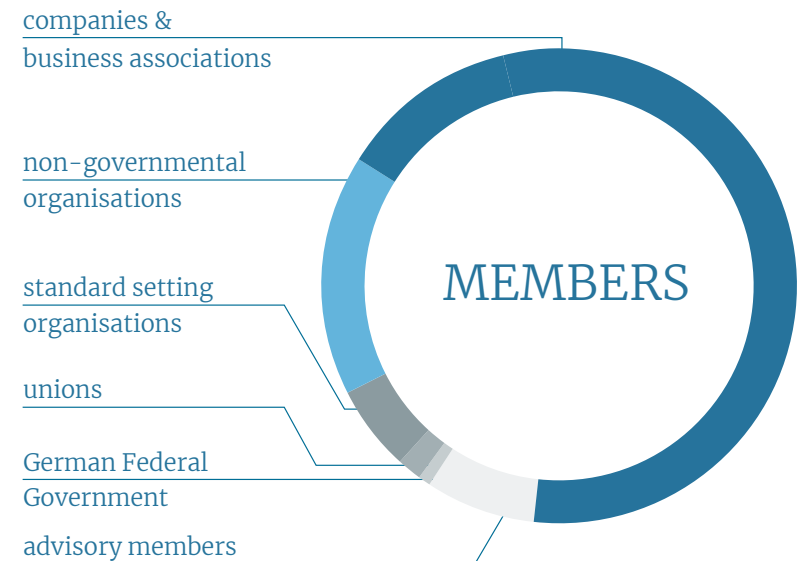 companies &
business associations
non-governmental
organisations
standard setting
organisations
unions
German Federal
Government
advisory members
MEMBERS